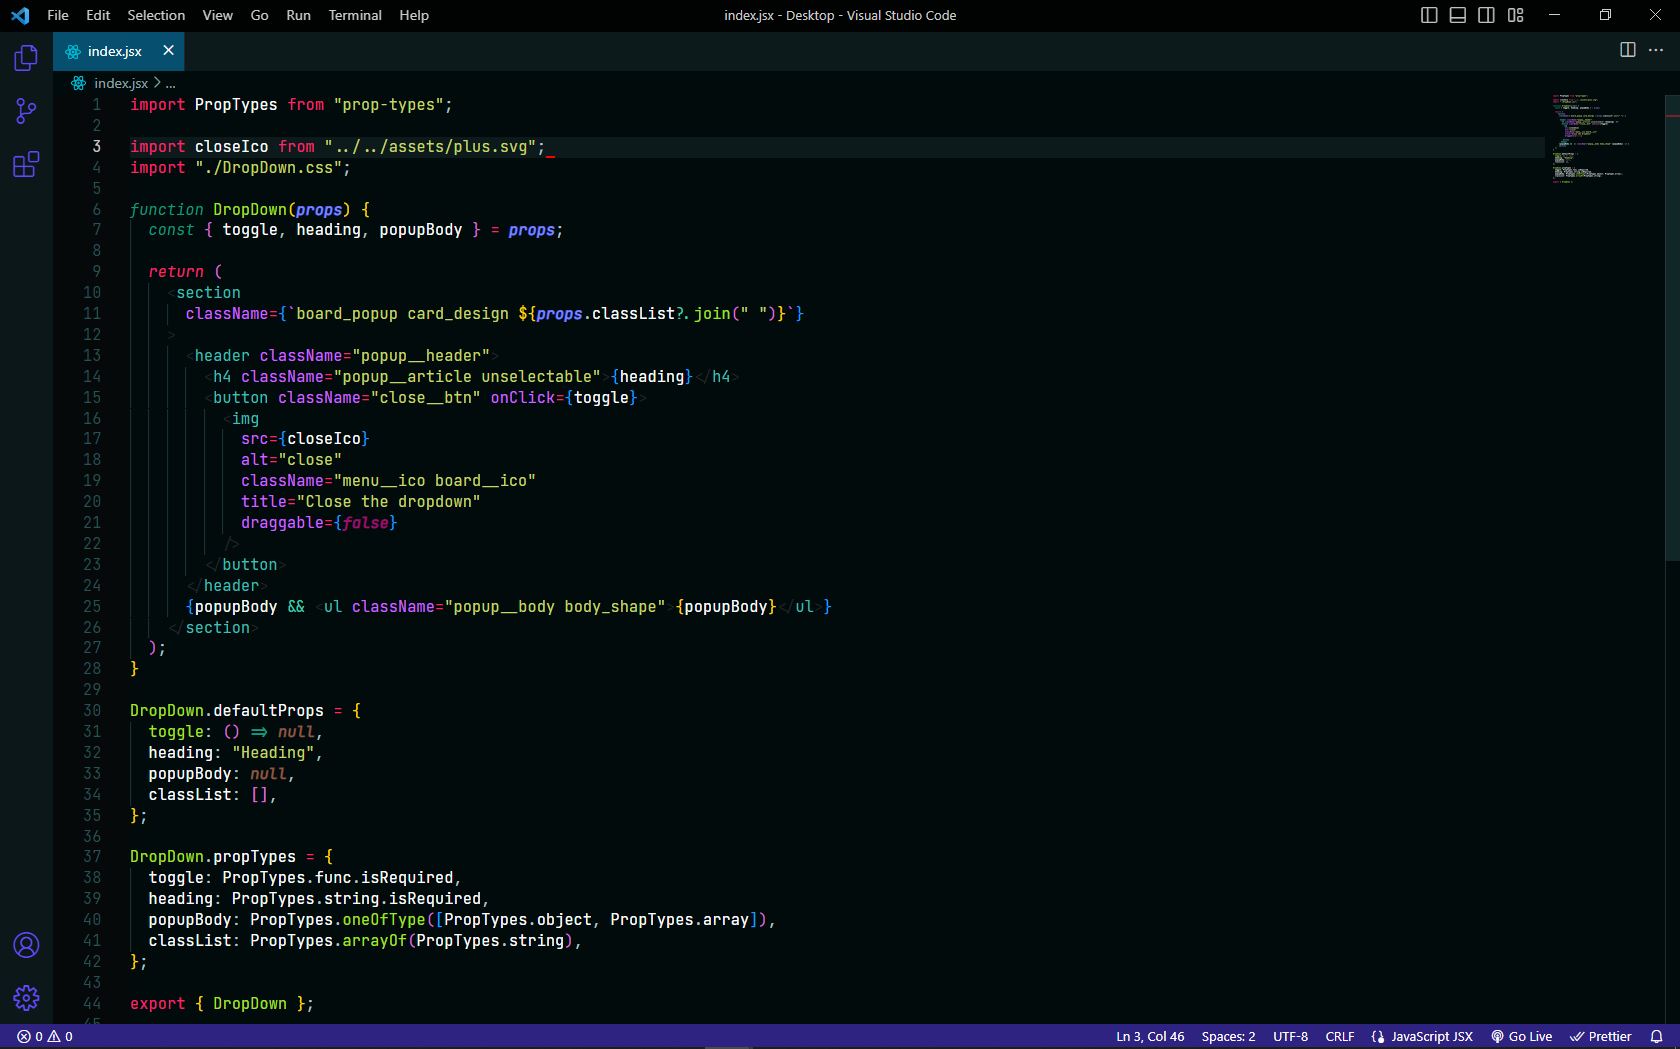 File Edit Selection View Go Run Terminal Help
index.jsx - Desktop - Visual Studio Code
index.jsx
index.jsx > ...
1 import PropTypes from "prop-types";
2
3 import closeIco from "../../assets/plus.svg";
4 import "./DropDown.css";
5
6 function DropDown(props) {
7 const { toggle, heading, popupBody } = props;
8
9 return (
10 <section
11 className={`board_popup card_design ${props.classList?.join(" ")}`}
12 >
13 <header className="popup__header">
14 <h4 className="popup__article unselectable">{heading}</h4>
15 <button className="close__btn" onClick={toggle}>
16 <img
17 src={closeIco}
18 alt="close"
19 className="menu__ico board__ico"
20 title="Close the dropdown"
21 draggable={false}
22 />
23 </button>
24 </header>
25 {popupBody && <ul className="popup__body body_shape">{popupBody}</ul>}
26 </section>
27 );
28 }
29
30 DropDown.defaultProps = {
31 toggle: () => null,
32 heading: "Heading",
33 popupBody: null,
34 classList: [],
35 };
36
37 DropDown.propTypes = {
38 toggle: PropTypes.func.isRequired,
39 heading: PropTypes.string.isRequired,
40 popupBody: PropTypes.oneOfType([PropTypes.object, PropTypes.array]),
41 classList: PropTypes.arrayOf(PropTypes.string),
42 };
43
44 export { DropDown };
45
0 0
Ln 3, Col 46 Spaces: 2 UTF-8 CRLF JavaScript JSX Go Live Prettier